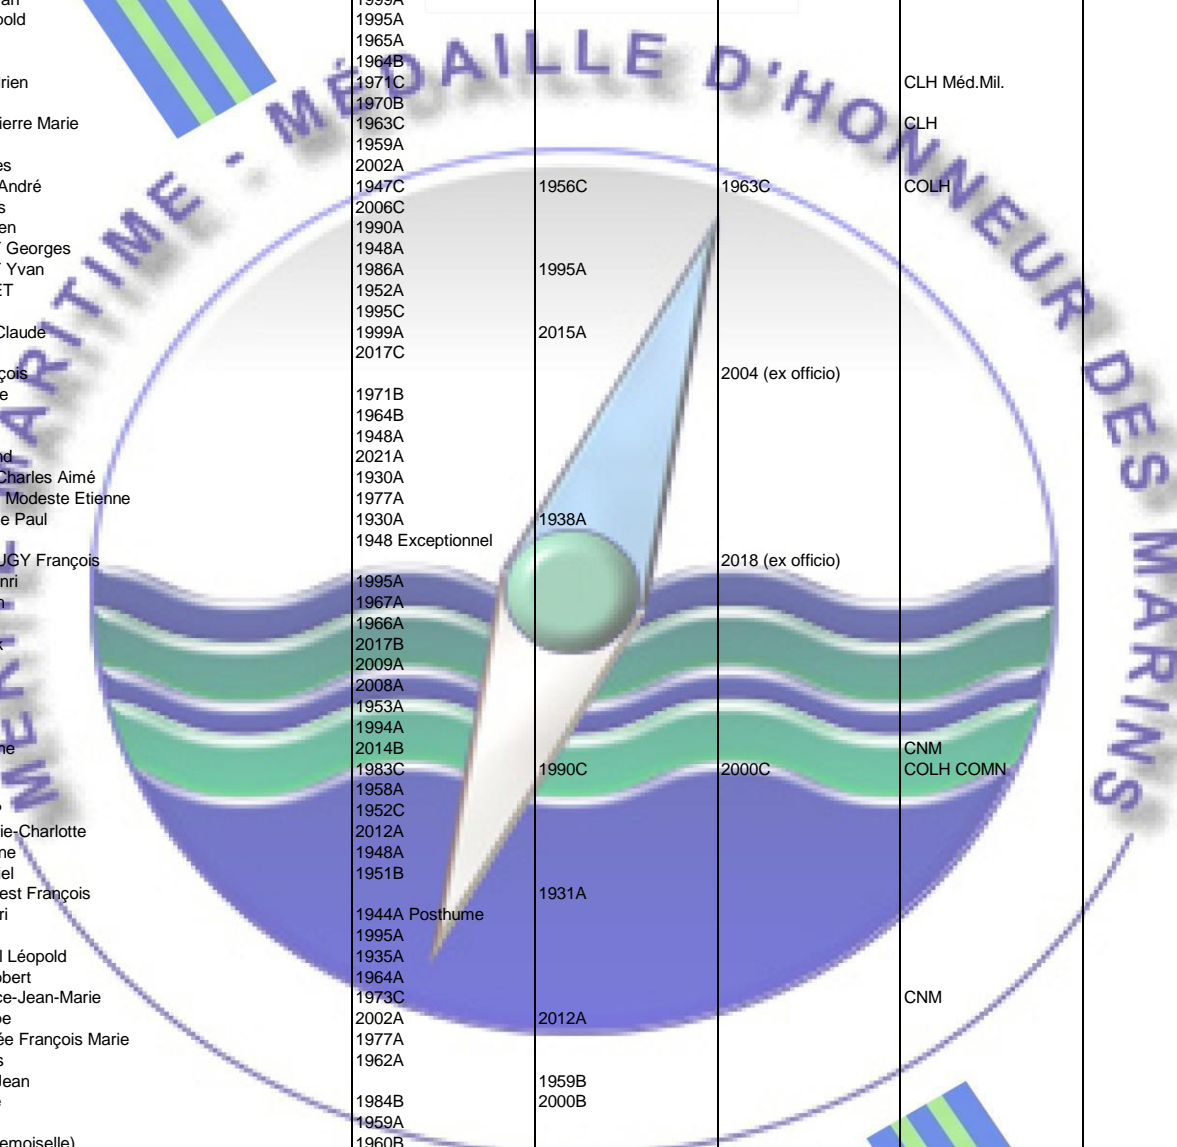 1999A
pold 1995A
1965A
1964B
rien 1971C CLH Méd.Mil.
1970B
ierre Marie 1963C CLH
1959A
es 2002A
André 1947C 1956C 1963C COLH
s 2006C
en 1990A
Georges 1948A
Yvan 1986A 1995A
ET 1952A
1995C
Claude 1999A 2015A
2017C
çois 2004 (ex officio)
e 1971B
1964B
1948A
nd 2021A
Charles Aimé 1930A
Modeste Etienne 1977A
e Paul 1930A 1938A
1948 Exceptionnel
UGY François 2018 (ex officio)
nri 1995A
n 1967A
1966A
x 2017B
2009A
2008A
1953A
1994A
ne 2014B CNM
1983C 1990C 2000C COLH COMN
1958A
1952C
ie-Charlotte 2012A
ne 1948A
iel 1951B
est François 1931A
ri 1944A Posthume
1995A
l Léopold 1935A
obert 1964A
ce-Jean-Marie 1973C CNM
pe 2002A 2012A
ée François Marie 1977A
s 1962A
Jean 1959B
e 1984B 2000B
1959A
emoiselle) 1960B
MERITE MARITIME - MÉDAILLE D'HONNEUR DES MARINS